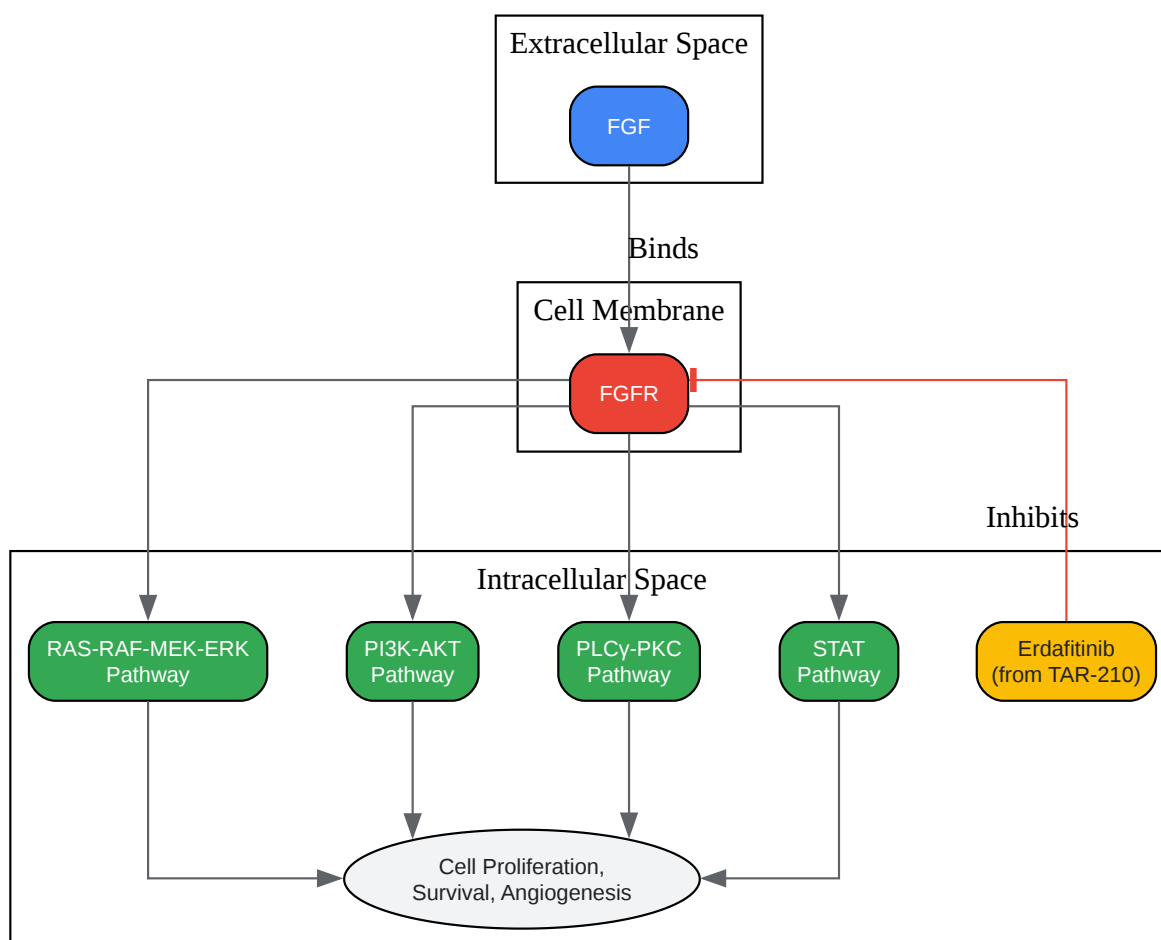 Extracellular Space
FGF
Binds
Cell Membrane
FGFR
Inhibits
Intracellular Space
RAS-RAF-MEK-ERK
Pathway
PI3K-AKT
Pathway
PLCγ-PKC
Pathway
STAT
Pathway
Erdafitinib
(from TAR-210)
Cell Proliferation,
Survival, Angiogenesis